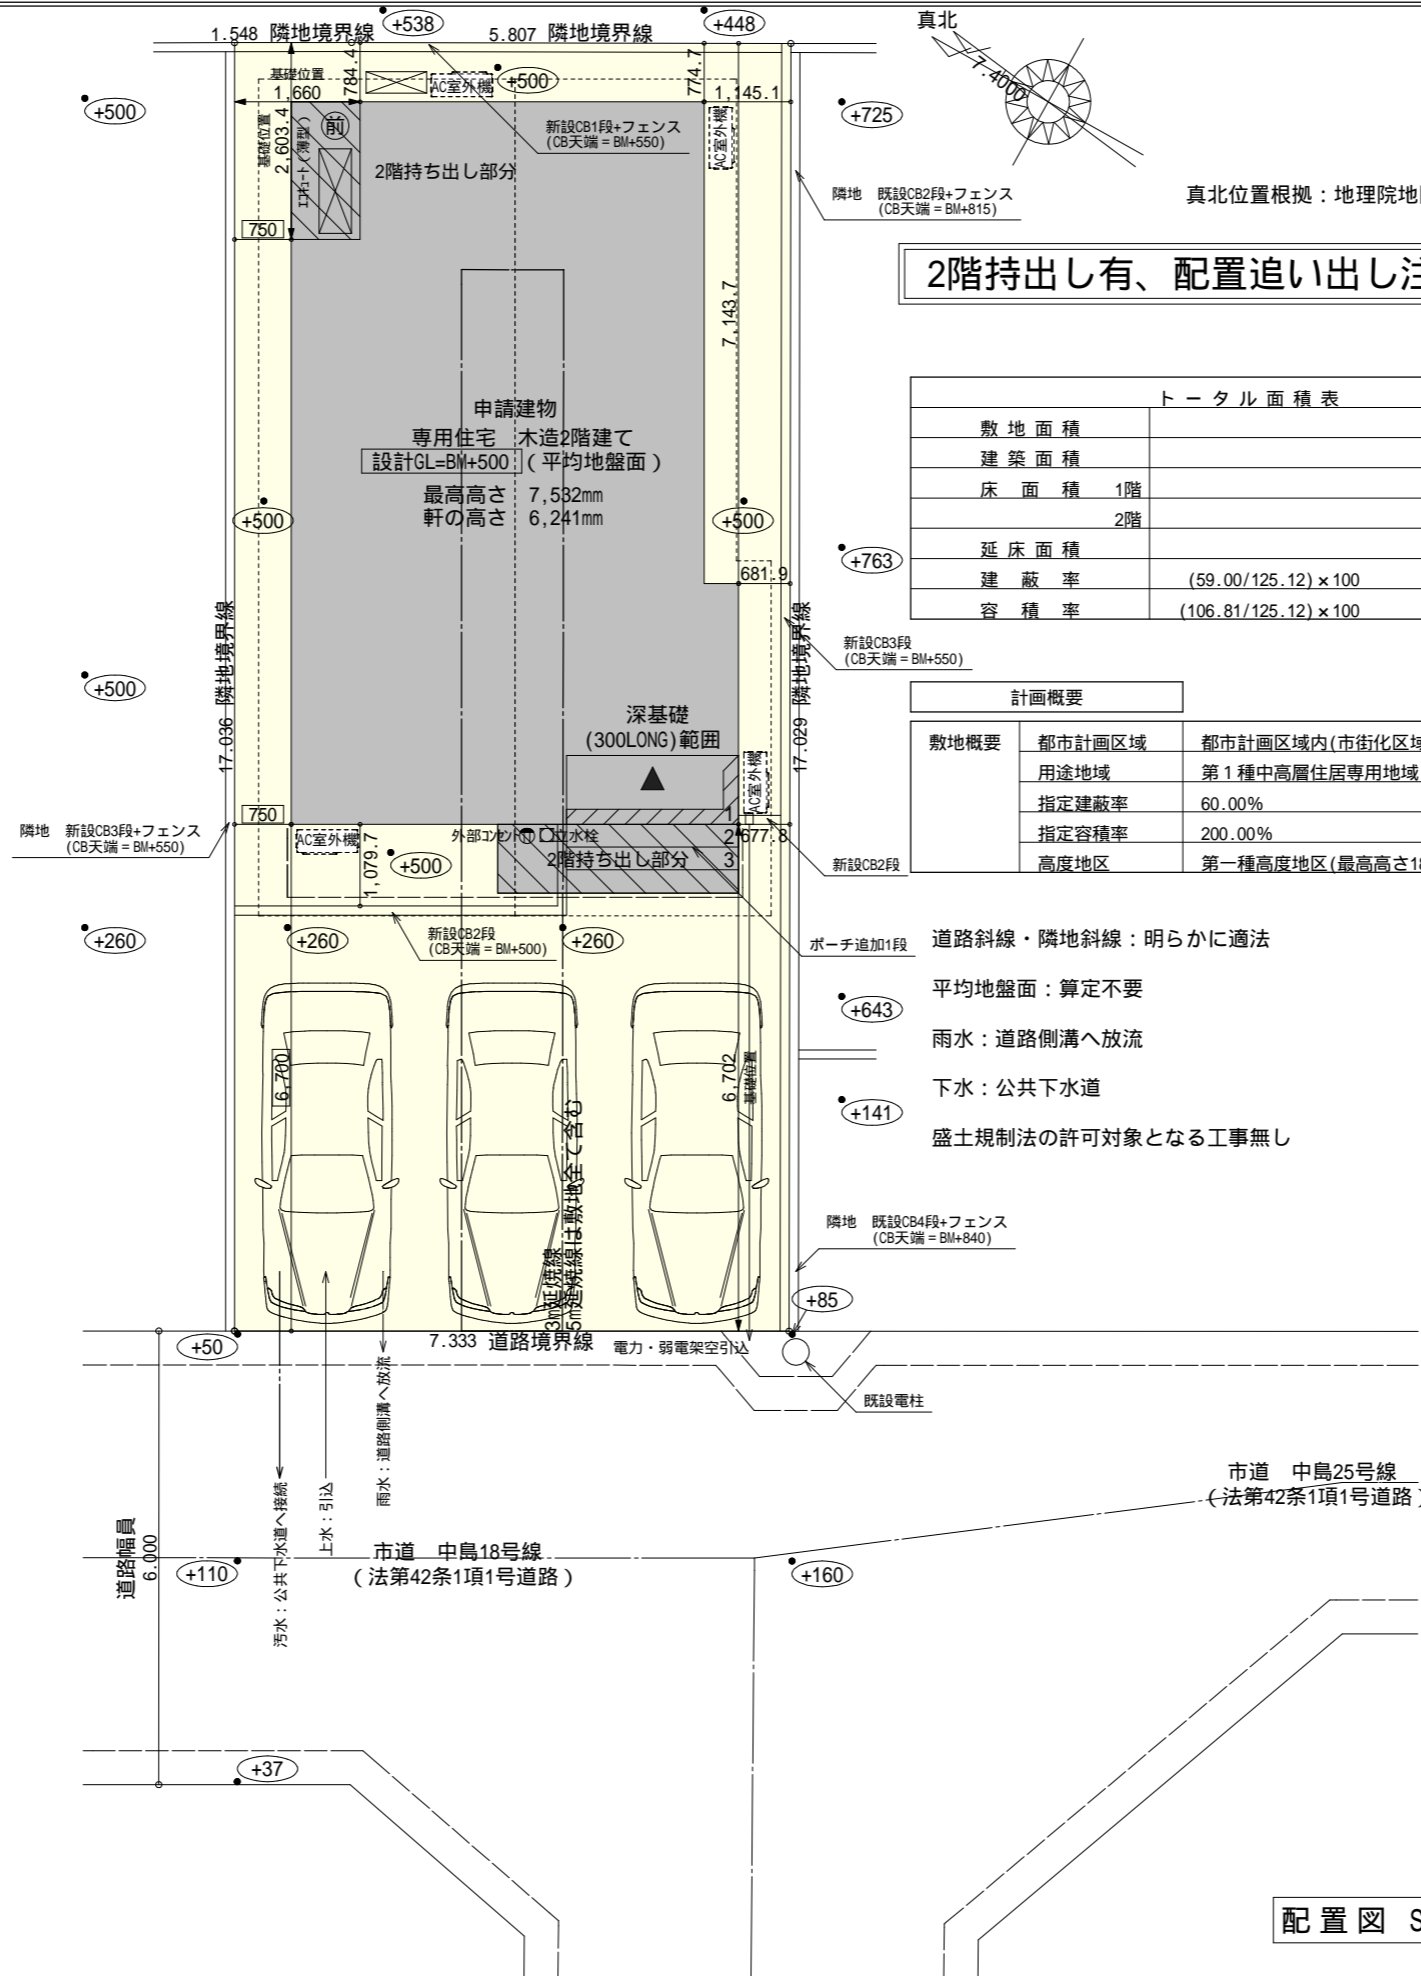 +538
+448
1.548 隣地境界線
5.807 隣地境界線
真北
7.4000
基礎位置
1,660
784.4
AC室外機
+500
774.7
1,145.1
+500
+725
基礎位置
2,603.4
エコキュート(薄型)
前
2階持ち出し部分
新設CB1段+フェンス
(CB天端=BM+550)
AC室外機
隣地 既設CB2段+フェンス
(CB天端=BM+815)
真北位置根拠:地理院地
750
2階持出し有、配置追い出し注
7,143.7
申請建物
専用住宅 木造2階建て
設計GL=BM+500 (平均地盤面)
最高高さ 7,532mm
軒の高さ 6,241mm
+500
+500
+763
トータル面積表
敷地面積
建築面積
床面積 1階
2階
延床面積
建蔽率 (59.00/125.12)×100
容積率 (106.81/125.12)×100
681.9
17.036 隣地境界線
17.029 隣地境界線
新設CB3段
(CB天端=BM+550)
+500
計画概要
敷地概要 都市計画区域 都市計画区域内(市街化区域
用途地域 第1種中高層住居専用地域
指定建蔽率 60.00%
指定容積率 200.00%
高度地区 第一種高度地区(最高高さ18
深基礎
(300LONG)範囲
AC室外機
750
隣地 新設CB3段+フェンス
(CB天端=BM+550)
AC室外機
1,079.7
+500
外部コンセント
立水栓
2階持ち出し部分
1
2
3
677.8
新設CB2段
+260
+260
新設CB2段
(CB天端=BM+500)
+260
ポーチ追加1段
道路斜線・隣地斜線:明らかに適法
平均地盤面:算定不要
雨水:道路側溝へ放流
下水:公共下水道
盛土規制法の許可対象となる工事無し
+643
+141
6,700
6,702
基礎位置
3m延焼線
5m延焼線は敷地全て含む
隣地 既設CB4段+フェンス
(CB天端=BM+840)
+85
+50
7.333 道路境界線
電力・弱電架空引込
既設電柱
汚水:公共下水道へ接続
上水:引込
雨水:道路側溝へ放流
道路幅員
6.000
市道 中島18号線
(法第42条1項1号道路)
市道 中島25号線
(法第42条1項1号道路)
+110
+160
+37
配置図 S